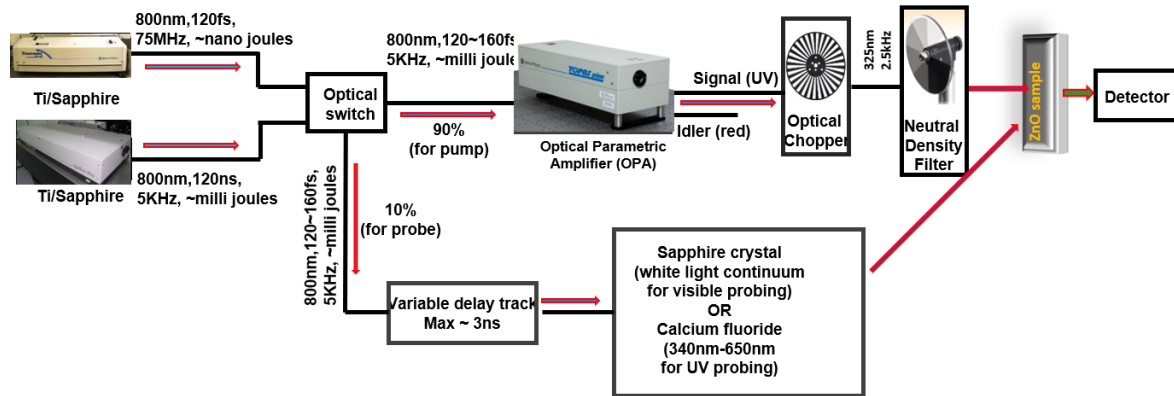 800nm,120fs,
75MHz, ~nano joules
Ti/Sapphire
800nm,120ns,
5KHz, ~milli joules
Ti/Sapphire
Optical
switch
800nm,120~160fs
5KHz, ~milli joule
90%
(for pump)
TOPAS
Optical Parametric
Amplifier (OPA)
Signal (UV)
Idler (red)
Optical
Chopper
325nm
2.5kHz
Neutral
Density
Filter
ZnO sample
Detector
800nm,120~160fs,
5KHz, ~milli joules
10%
(for probe)
Variable delay track
Max ~ 3ns
Sapphire crystal
(white light continuum
for visible probing)
OR
Calcium fluoride
(340nm-650nm
for UV probing)